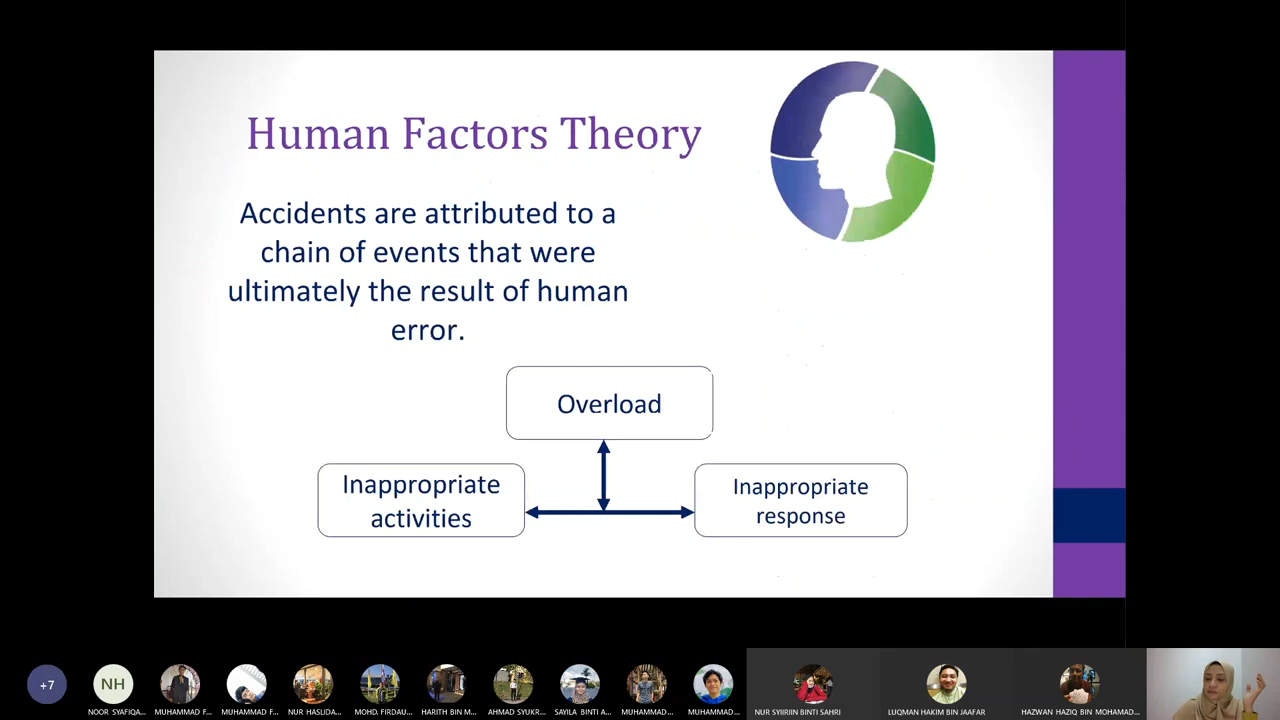 Human Factors Theory
Accidents are attributed to a
chain of events that were
ultimately the result of human
error.
Overload
Inappropriate
activities
Inappropriate
response
+7
NH
NOOR SYAFIQA...
MUHAMMAD F...
MUHAMMAD F...
NUR HASLIDA...
MOHD. FIRDAU...
HARITH BIN M...
AHMAD SYUKR...
SAYILA BINTI A...
MUHAMMAD...
MUHAMMAD...
NUR SYIIRIIN BINTI SAHRI
LUQMAN HAKIM BIN JAAFAR
HAZWAN HAZIQ BIN MOHAMAD...